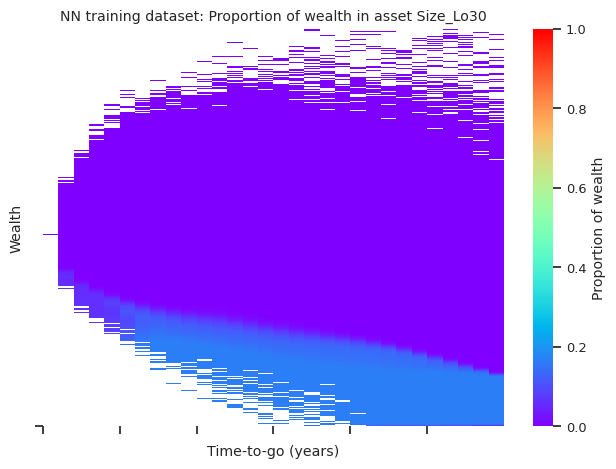 NN training dataset: Proportion of wealth in asset Size_Lo30
Wealth
Time-to-go (years)
1.0
0.8
0.6
0.4
0.2
0.0
Proportion of wealth